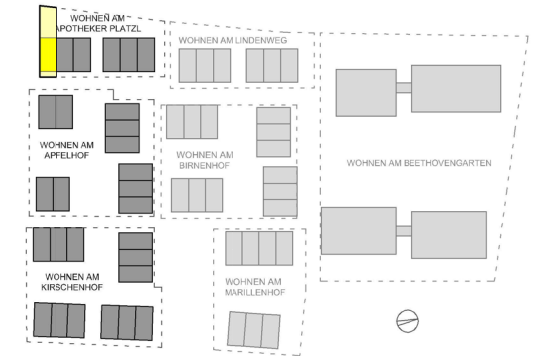 WOHNEN AM
APOTHEKER PLATZL
WOHNEN AM LINDENWEG
WOHNEN AM
APFELHOF
WOHNEN AM
BIRNENHOF
WOHNEN AM BEETHOVENGARTEN
WOHNEN AM
KIRSCHENHOF
WOHNEN AM
MARILLENHOF